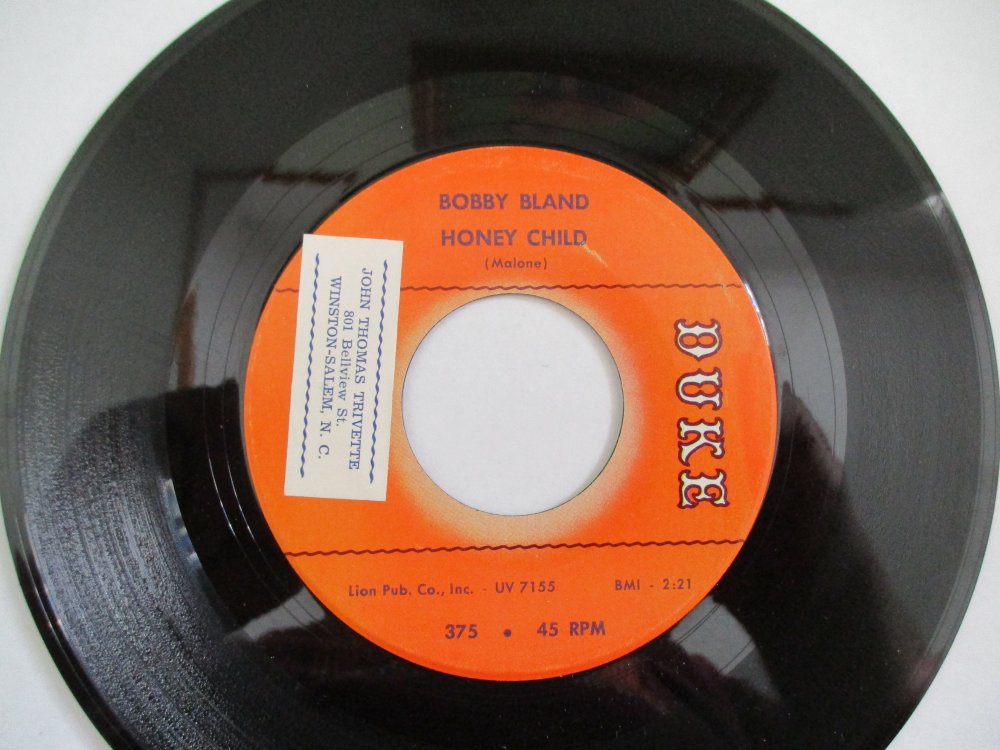 BOBBY BLAND
HONEY CHILD
(Malone)
JOHN THOMAS TRIVETTE
801 Bellview St.
WINSTON-SALEM, N. C.
DUKE
Lion Pub. Co., Inc. - UV 7155 BMI - 2:21
375 • 45 RPM